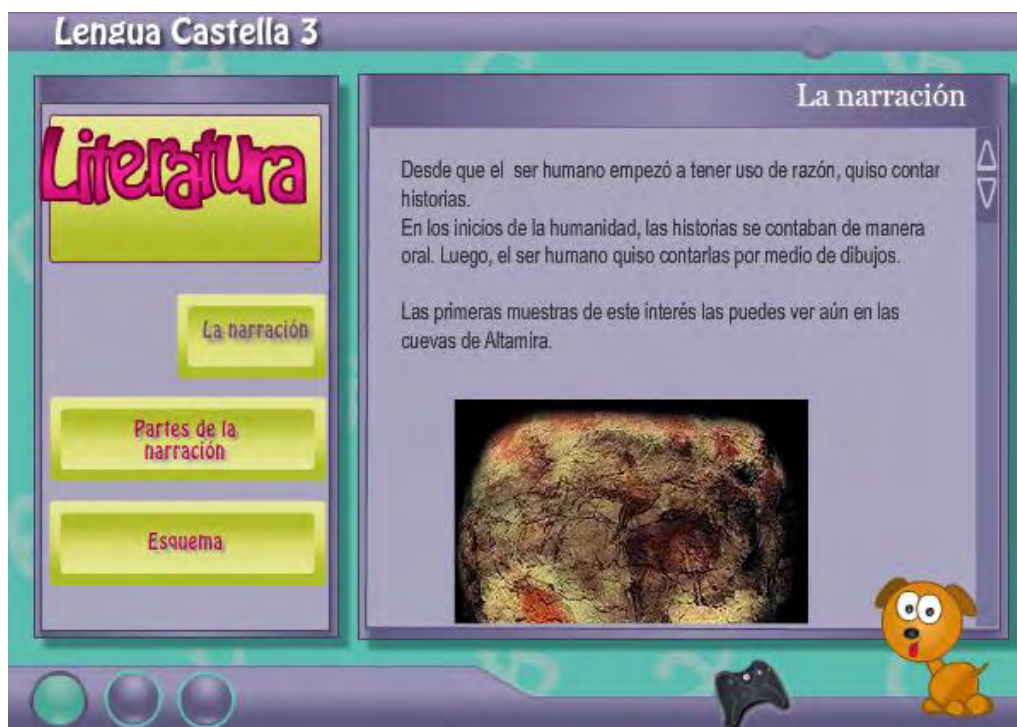 Lengua Castella 3
Literatura
La narración
Partes de la
narración
Esquema
La narración
Desde que el ser humano empezó a tener uso de razón, quiso contar
historias.
En los inicios de la humanidad, las historias se contaban de manera
oral. Luego, el ser humano quiso contarlas por medio de dibujos.
Las primeras muestras de este interés las puedes ver aún en las
cuevas de Altamira.